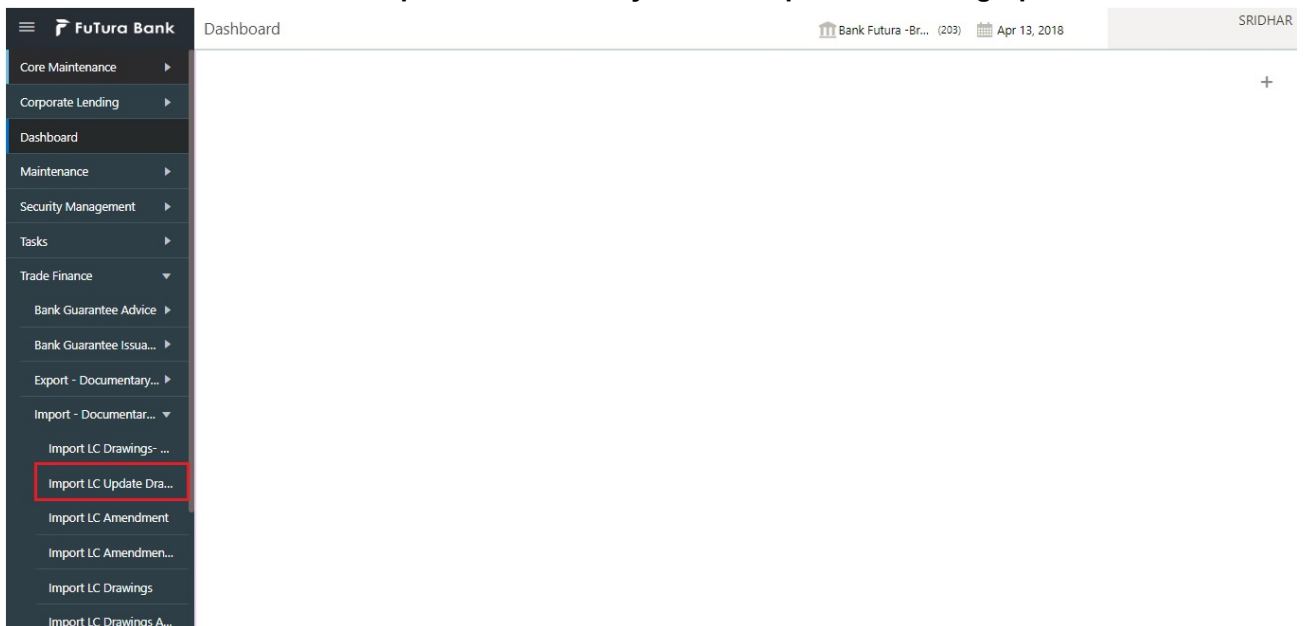 FuTura Bank
Dashboard
Bank Futura -Br... (203)
Apr 13, 2018
SRIDHAR
Core Maintenance
Corporate Lending
Dashboard
Maintenance
Security Management
Tasks
Trade Finance
Bank Guarantee Advice
Bank Guarantee Issua...
Export - Documentary...
Import - Documentar...
Import LC Drawings- ...
Import LC Update Dra...
Import LC Amendment
Import LC Amendmen...
Import LC Drawings
Import LC Drawings A...